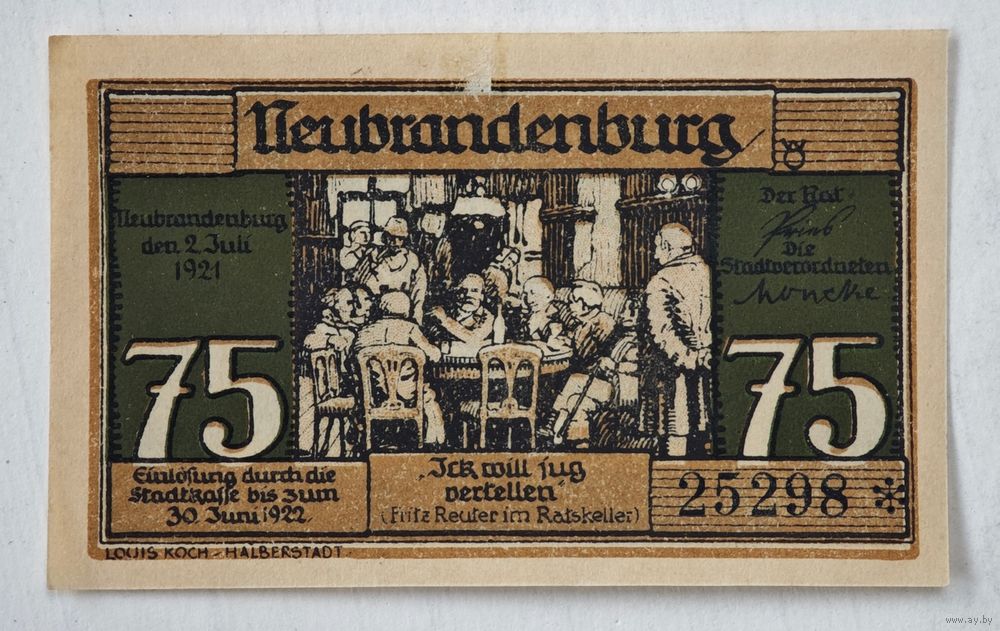 Neubrandenburg
Neubrandenburg
den 2. Juli
1921
Der Rat
Die
Stadtverordneten
75
75
Einlösung durch die
Stadtkasse bis zum
30. Juni 1922.
„Ick will jug
vertellen“
(Fritz Reuter im Ratskeller)
25298 *
LOUIS KOCH - HALBERSTADT.
www.ay.by